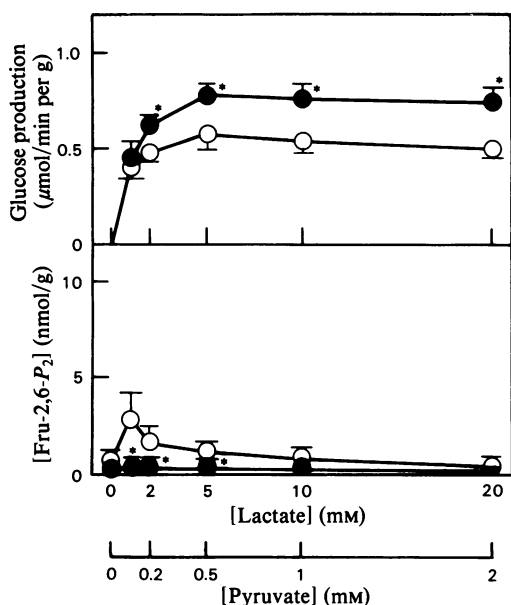 Glucose production
(μmol/min per g)
1.0
0.5
0
* * * *
[Fru-2,6-P₂] (nmol/g)
10
5
0
* * *
0 2 5 10 20
[Lactate] (mM)
0 0.2 0.5 1 2
[Pyruvate] (mM)